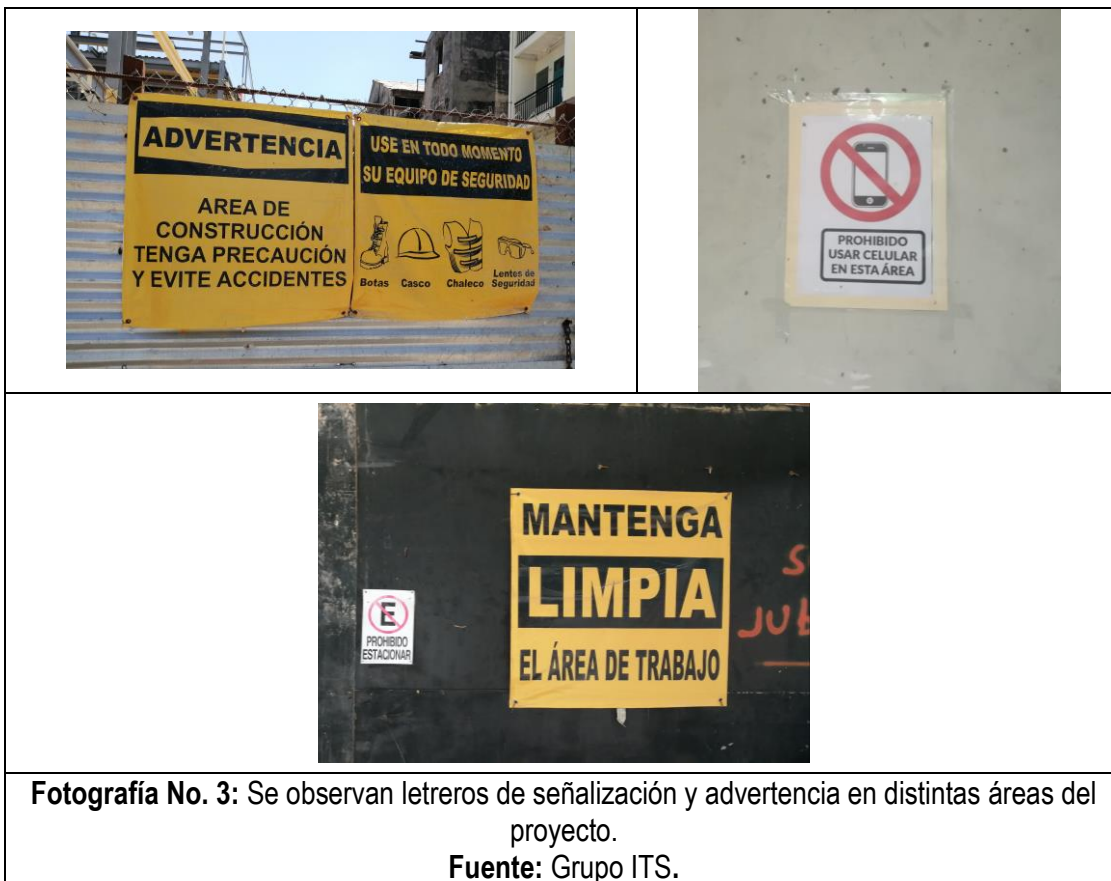 ADVERTENCIA
AREA DE
CONSTRUCCIÓN
TENGA PRECAUCIÓN
Y EVITE ACCIDENTES
USE EN TODO MOMENTO
SU EQUIPO DE SEGURIDAD
Botas Casco Chaleco Lentes de
Seguridad
PROHIBIDO
USAR CELULAR
EN ESTA ÁREA
E
PROHIBIDO
ESTACIONAR
MANTENGA
LIMPIA
EL ÁREA DE TRABAJO
Fotografía No. 3: Se observan letreros de señalización y advertencia en distintas áreas del
proyecto.
Fuente: Grupo ITS.